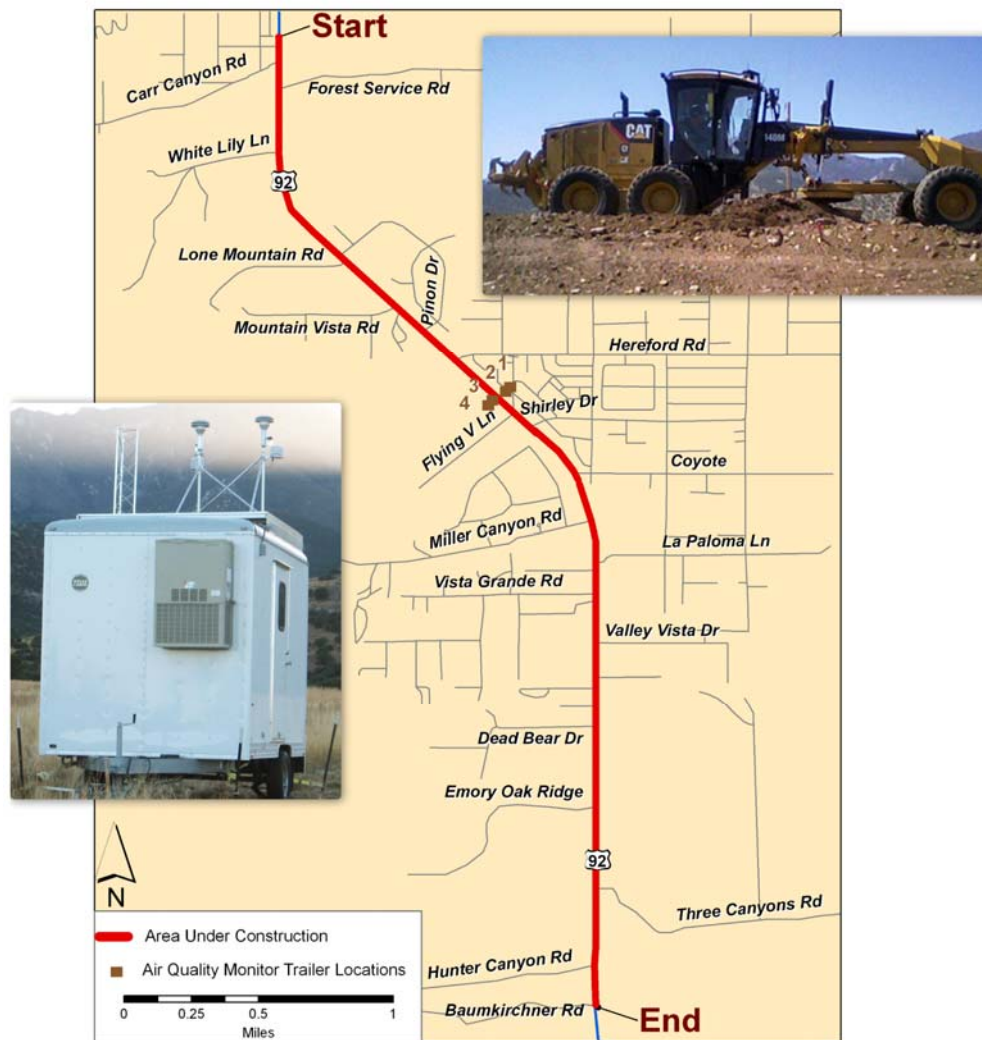 Start
Carr Canyon Rd
Forest Service Rd
White Lily Ln
92
CAT
140M
Lone Mountain Rd
Pinon Dr
Mountain Vista Rd
Hereford Rd
1
2
3
4
Shirley Dr
Flying V Ln
Coyote
Miller Canyon Rd
La Paloma Ln
Vista Grande Rd
Valley Vista Dr
Dead Bear Dr
Emory Oak Ridge
92
Three Canyons Rd
N
Area Under Construction
Air Quality Monitor Trailer Locations
0 0.25 0.5 1
Miles
Hunter Canyon Rd
Baumkirchner Rd
End